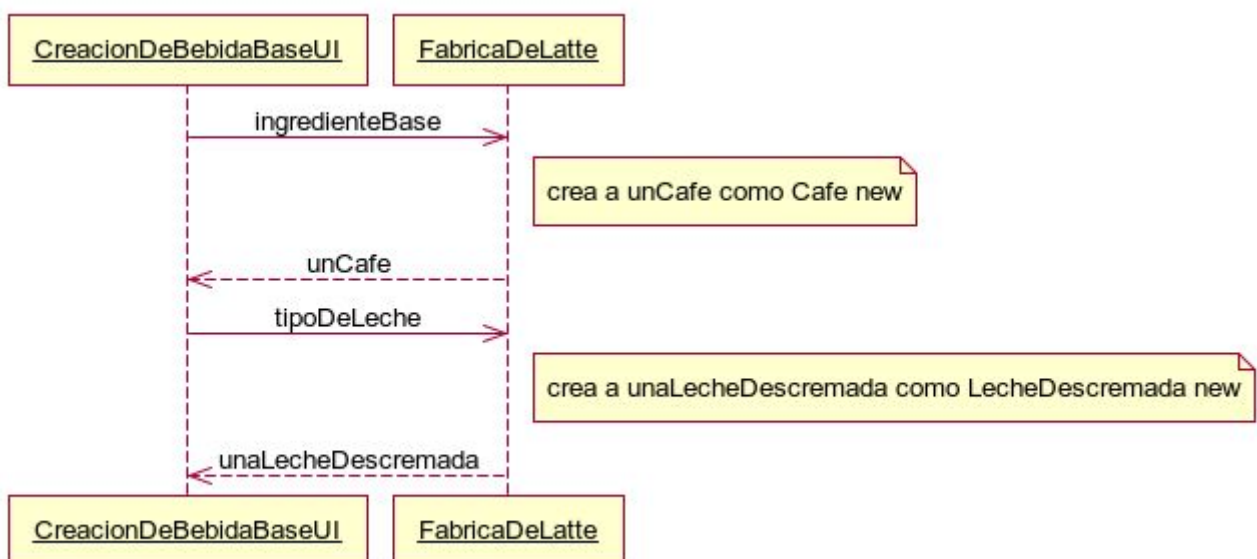 CreacionDeBebidaBaseUI FabricaDeLatte
ingredienteBase
crea a unCafe como Cafe new
unCafe
tipoDeLeche
crea a unaLecheDescremada como LecheDescremada new
unaLecheDescremada
CreacionDeBebidaBaseUI FabricaDeLatte